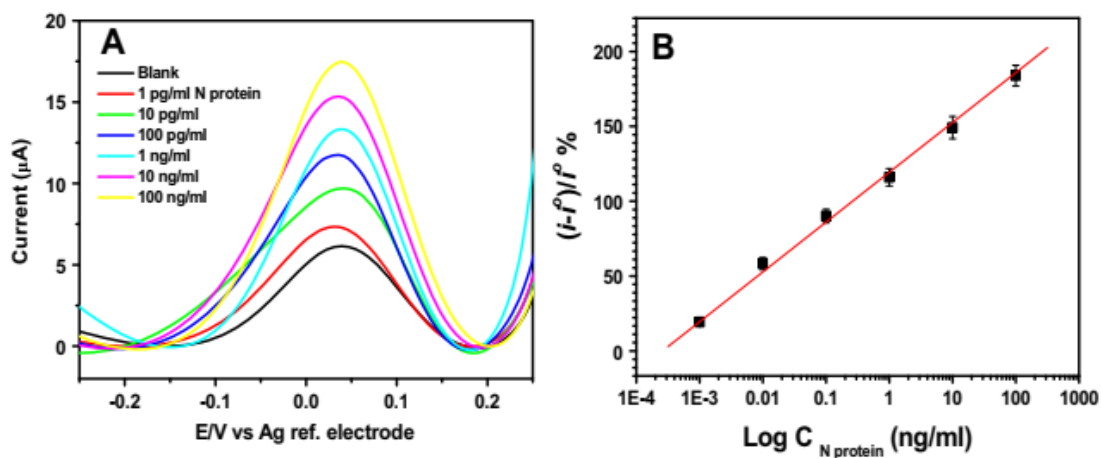 A
20
15
10
5
0
Current (µA)
Blank
1 pg/ml N protein
10 pg/ml
100 pg/ml
1 ng/ml
10 ng/ml
100 ng/ml
-0.2 -0.1 0.0 0.1 0.2
E/V vs Ag ref. electrode
B
200
150
100
50
0
(i-iº)/iº %
1E-4 1E-3 0.01 0.1 1 10 100 1000
Log C N protein (ng/ml)